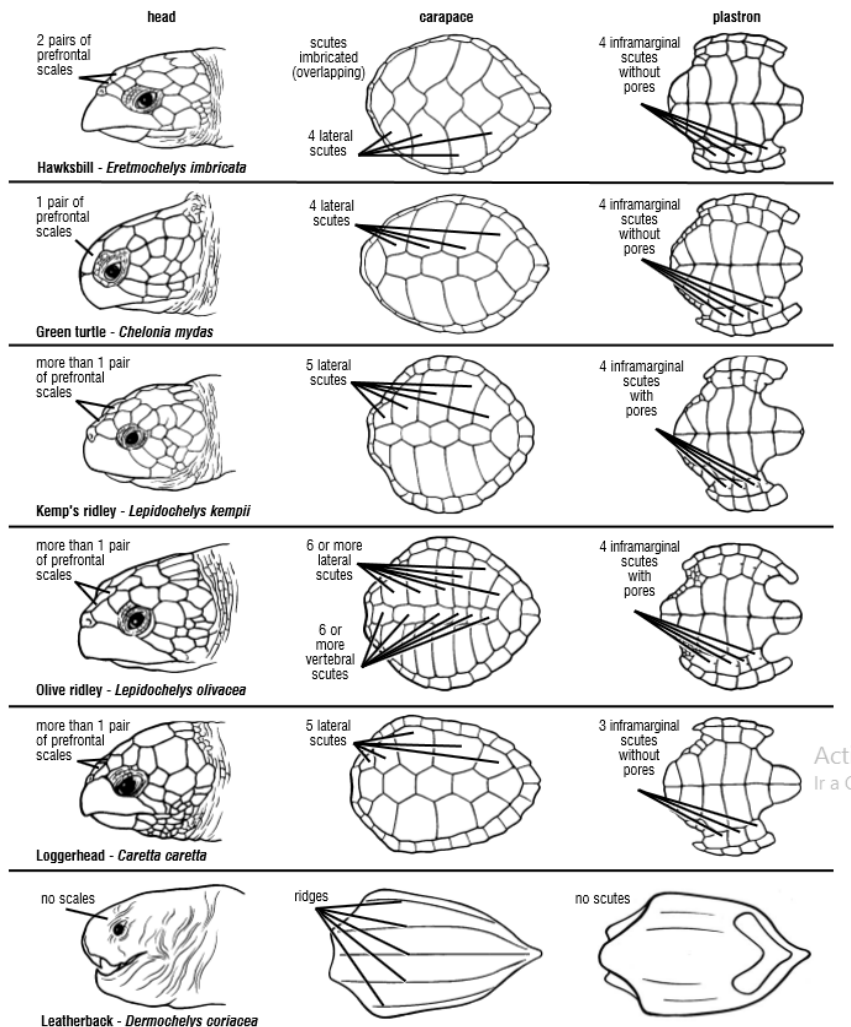 head
carapace
plastron
2 pairs of
prefrontal
scales
scutes
imbricated
(overlapping)
4 lateral
scutes
4 inframarginal
scutes
without
pores
Hawksbill - Eretmochelys imbricata
1 pair of
prefrontal
scales
4 lateral
scutes
4 inframarginal
scutes
without
pores
Green turtle - Chelonia mydas
more than 1 pair
of prefrontal
scales
5 lateral
scutes
4 inframarginal
scutes
with
pores
Kemp's ridley - Lepidochelys kempii
more than 1 pair
of prefrontal
scales
6 or more
lateral
scutes
6 or
more
vertebral
scutes
4 inframarginal
scutes
with
pores
Olive ridley - Lepidochelys olivacea
more than 1 pair
of prefrontal
scales
5 lateral
scutes
3 inframarginal
scutes
without
pores
Act
Ir a C
Loggerhead - Caretta caretta
no scales
ridges
no scutes
Leatherback - Dermochelys coriacea